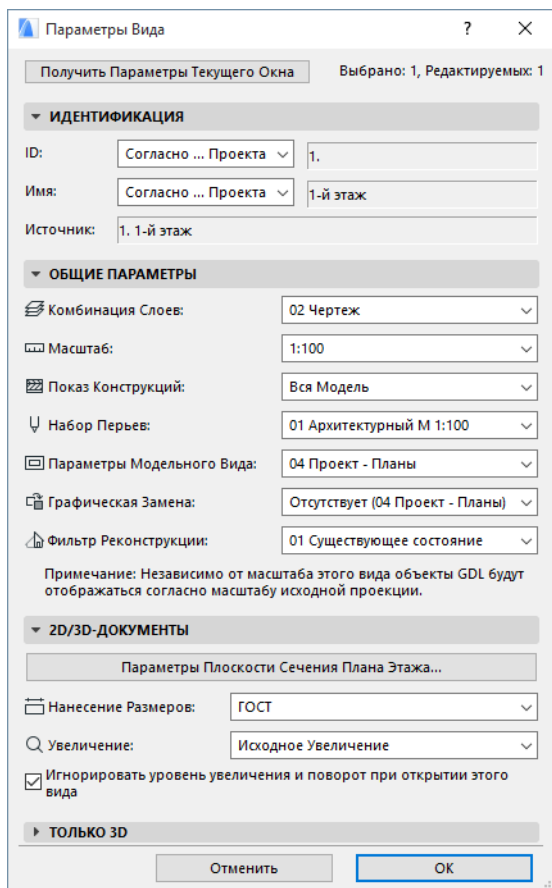 Параметры Вида
?
Получить Параметры Текущего Окна Выбрано: 1, Редактируемых: 1
ИДЕНТИФИКАЦИЯ
ID: Согласно ... Проекта 1.
Имя: Согласно ... Проекта 1-й этаж
Источник: 1. 1-й этаж
ОБЩИЕ ПАРАМЕТРЫ
Комбинация Слоев: 02 Чертеж
Масштаб: 1:100
Показ Конструкций: Вся Модель
Набор Перьев: 01 Архитектурный М 1:100
Параметры Модельного Вида: 04 Проект - Планы
Графическая Замена: Отсутствует (04 Проект - Планы)
Фильтр Реконструкции: 01 Существующее состояние
Примечание: Независимо от масштаба этого вида объекты GDL будут
отображаться согласно масштабу исходной проекции.
2D/3D-ДОКУМЕНТЫ
Параметры Плоскости Сечения Плана Этажа...
Нанесение Размеров: ГОСТ
Увеличение: Исходное Увеличение
Игнорировать уровень увеличения и поворот при открытии этого
вида
ТОЛЬКО 3D
Отменить OK